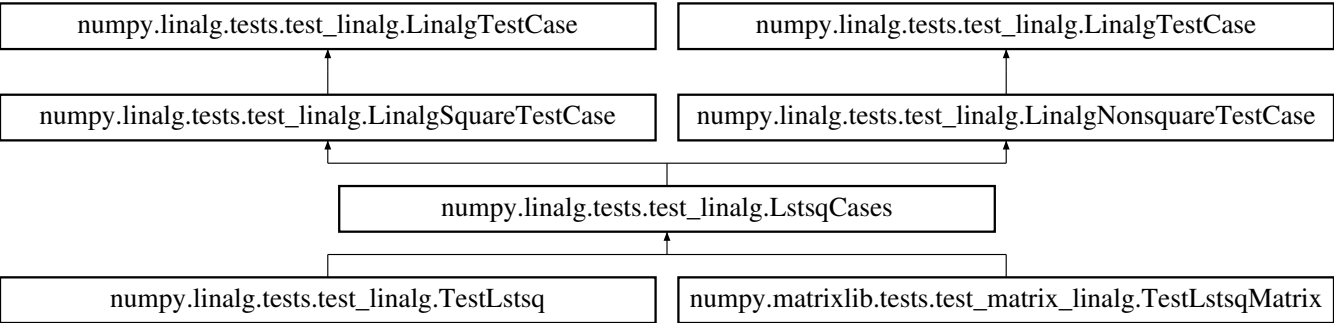 numpy.linalg.tests.test_linalg.LinalgTestCase
numpy.linalg.tests.test_linalg.LinalgTestCase
numpy.linalg.tests.test_linalg.LinalgSquareTestCase
numpy.linalg.tests.test_linalg.LinalgNonsquareTestCase
numpy.linalg.tests.test_linalg.LstsqCases
numpy.linalg.tests.test_linalg.TestLstsq
numpy.matrixlib.tests.test_matrix_linalg.TestLstsqMatrix